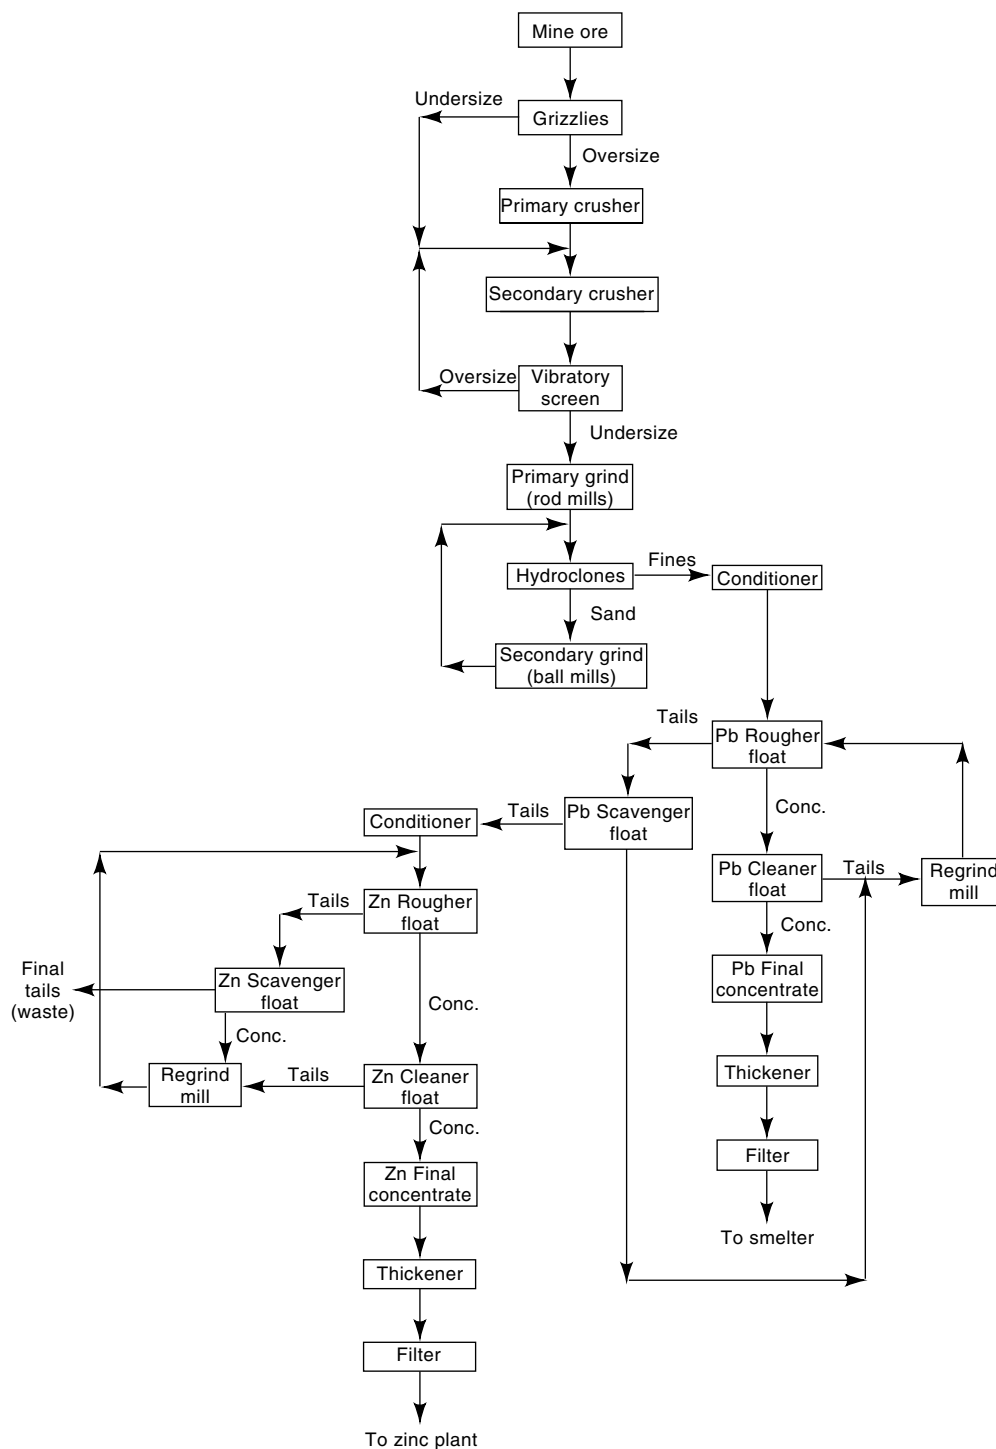 Mine ore
Undersize
Grizzlies
Oversize
Primary crusher
Secondary crusher
Oversize
Vibratory
screen
Undersize
Primary grind
(rod mills)
Hydroclones
Fines
Conditioner
Sand
Secondary grind
(ball mills)
Tails
Pb Rougher
float
Conc.
Conditioner
Tails
Pb Scavenger
float
Pb Cleaner
float
Tails
Regrind
mill
Tails
Zn Rougher
float
Conc.
Final
tails
(waste)
Zn Scavenger
float
Conc.
Pb Final
concentrate
Conc.
Regrind
mill
Tails
Zn Cleaner
float
Thickener
Conc.
Filter
Zn Final
concentrate
To smelter
Thickener
Filter
To zinc plant